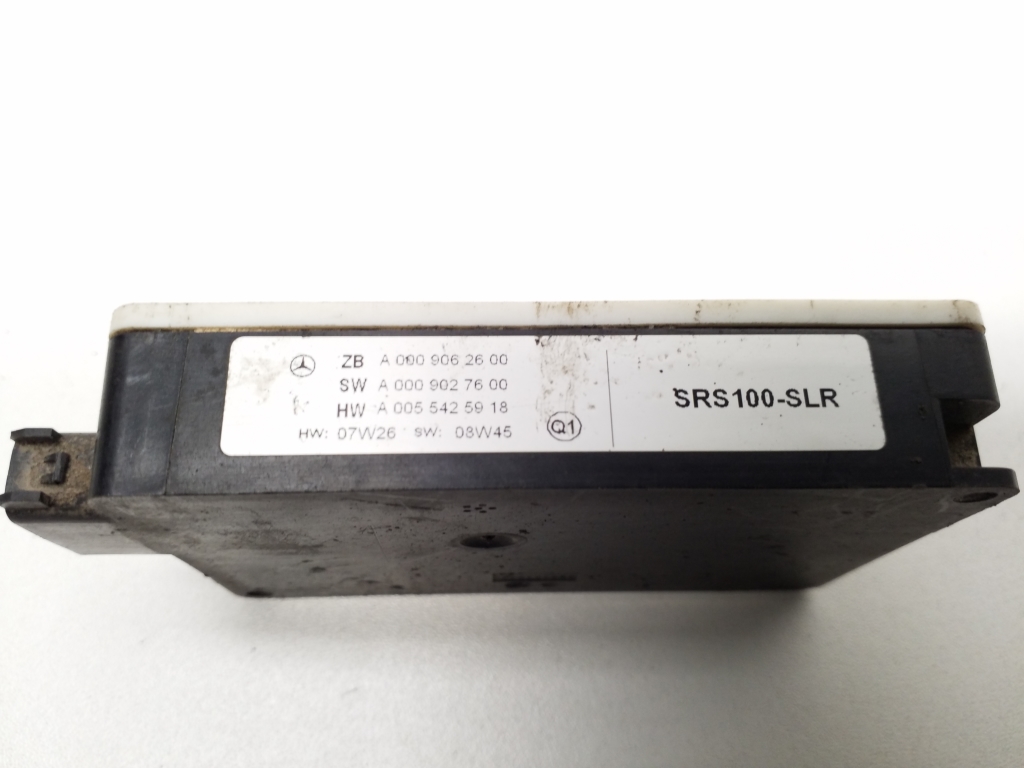 ZB A 000 906 26 00
SW A 000 902 76 00
HW A 005 542 59 18
HW: 07W26 SW: 08W45
Q1
SRS100-SLR